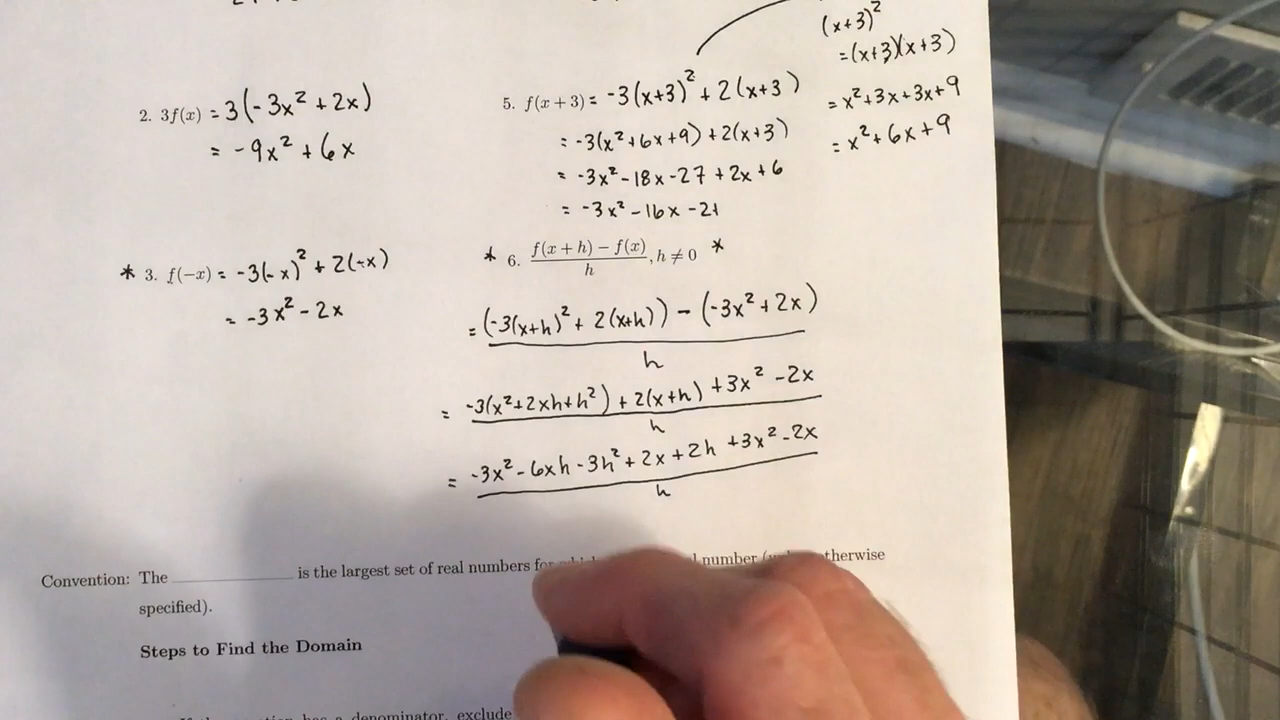 2. 3f(x) = 3(-3x² + 2x)
= -9x² + 6x
* 3. f(-x) = -3(-x)² + 2(-x)
= -3x² - 2x
5. f(x + 3) = -3(x+3)² + 2(x+3)
= -3(x²+6x+9) + 2(x+3)
= -3x² - 18x - 27 + 2x + 6
= -3x² - 16x - 21
(x+3)²
= (x+3)(x+3)
= x² + 3x + 3x + 9
= x² + 6x + 9
* 6. f(x + h) − f(x) / h , h ≠ 0 *
= (-3(x+h)² + 2(x+h)) - (-3x² + 2x) / h
= -3(x²+2xh+h²) + 2(x+h) + 3x² - 2x / h
= -3x² - 6xh - 3h² + 2x + 2h + 3x² - 2x / h
Convention: The ____________ is the largest set of real numbers number otherwise
specified).
Steps to Find the Domain
denominator, exclude